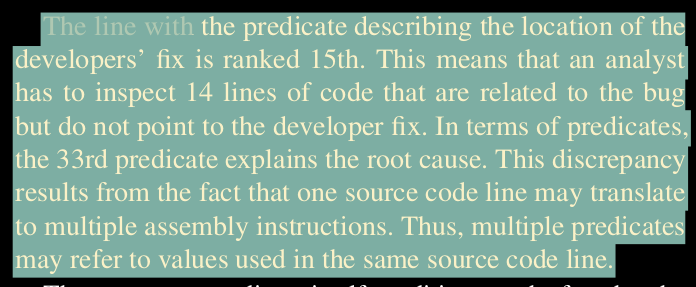 The line with the predicate describing the location of the
developers’ fix is ranked 15th. This means that an analyst
has to inspect 14 lines of code that are related to the bug
but do not point to the developer fix. In terms of predicates,
the 33rd predicate explains the root cause. This discrepancy
results from the fact that one source code line may translate
to multiple assembly instructions. Thus, multiple predicates
may refer to values used in the same source code line.